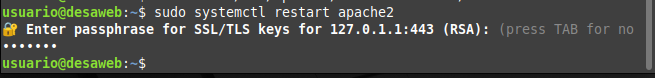 usuario@desaweb:~$ sudo systemctl restart apache2
🔐 Enter passphrase for SSL/TLS keys for 127.0.1.1:443 (RSA): (press TAB for no
•••••••
usuario@desaweb:~$